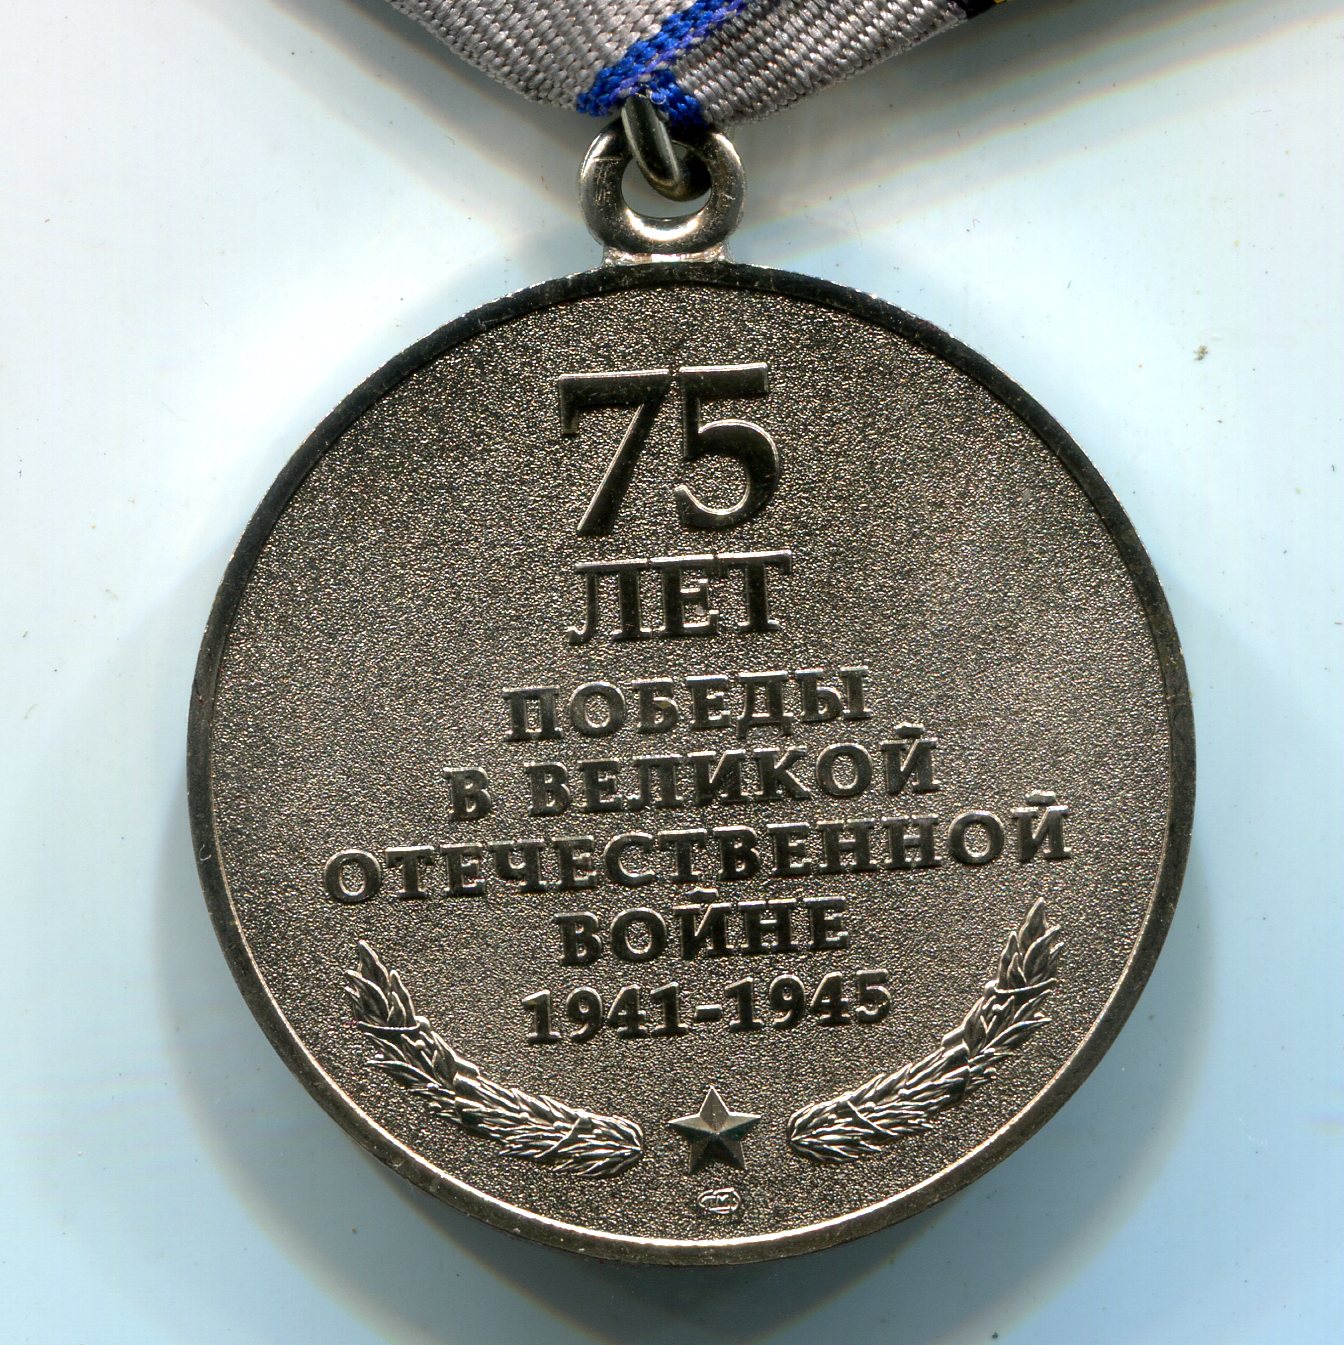 75
ЛЕТ
ПОБЕДЫ
В ВЕЛИКОЙ
ОТЕЧЕСТВЕННОЙ
ВОЙНЕ
1941-1945